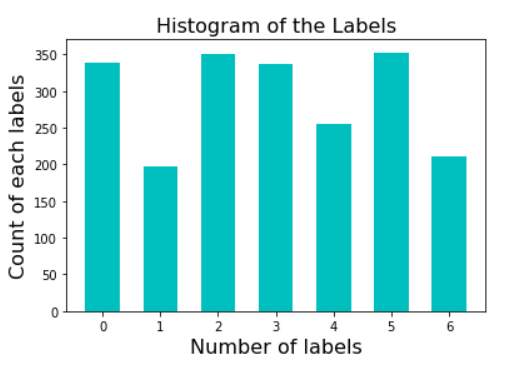 Histogram of the Labels
Count of each labels
350
300
250
200
150
100
50
0
0 1 2 3 4 5 6
Number of labels